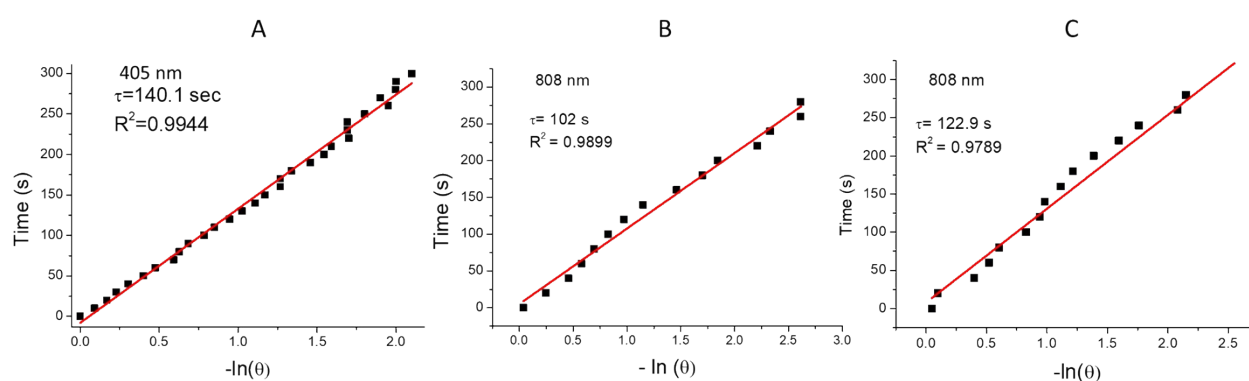 A
405 nm
τ=140.1 sec
R²=0.9944
Time (s)
300
250
200
150
100
50
0
0.0 0.5 1.0 1.5 2.0
-ln(θ)
B
808 nm
τ= 102 s
R² = 0.9899
Time (s)
300
250
200
150
100
50
0
0.0 0.5 1.0 1.5 2.0 2.5 3.0
- ln (θ)
C
808 nm
τ= 122.9 s
R² = 0.9789
Time (s)
300
250
200
150
100
50
0
0.0 0.5 1.0 1.5 2.0 2.5
-ln(θ)